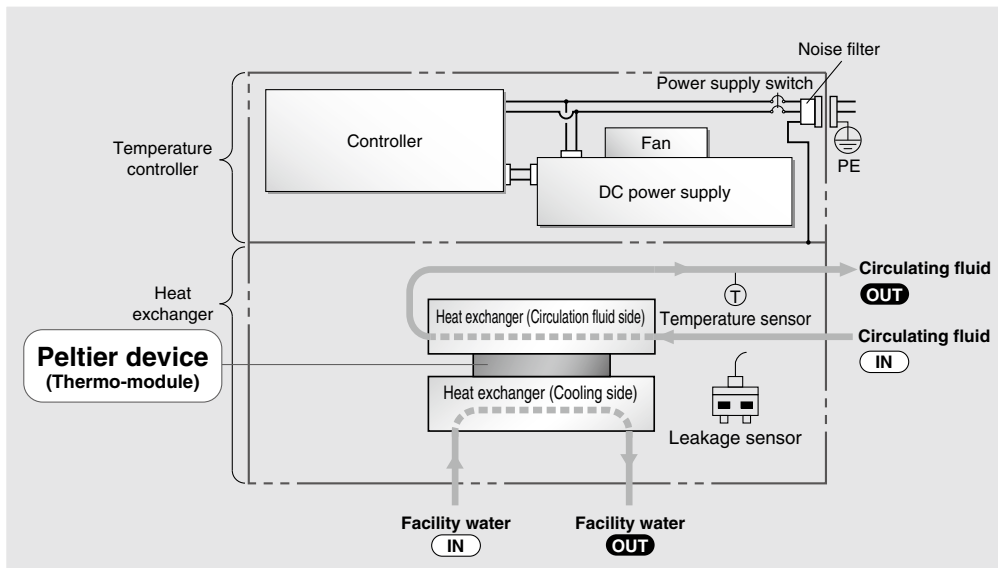 Noise filter
Power supply switch
Controller
Fan
PE
DC power supply
Temperature
controller
Circulating fluid
OUT
Heat
exchanger
T
Temperature sensor
Heat exchanger (Circulation fluid side)
Circulating fluid
IN
Peltier device
(Thermo-module)
Heat exchanger (Cooling side)
Leakage sensor
Facility water
IN
Facility water
OUT